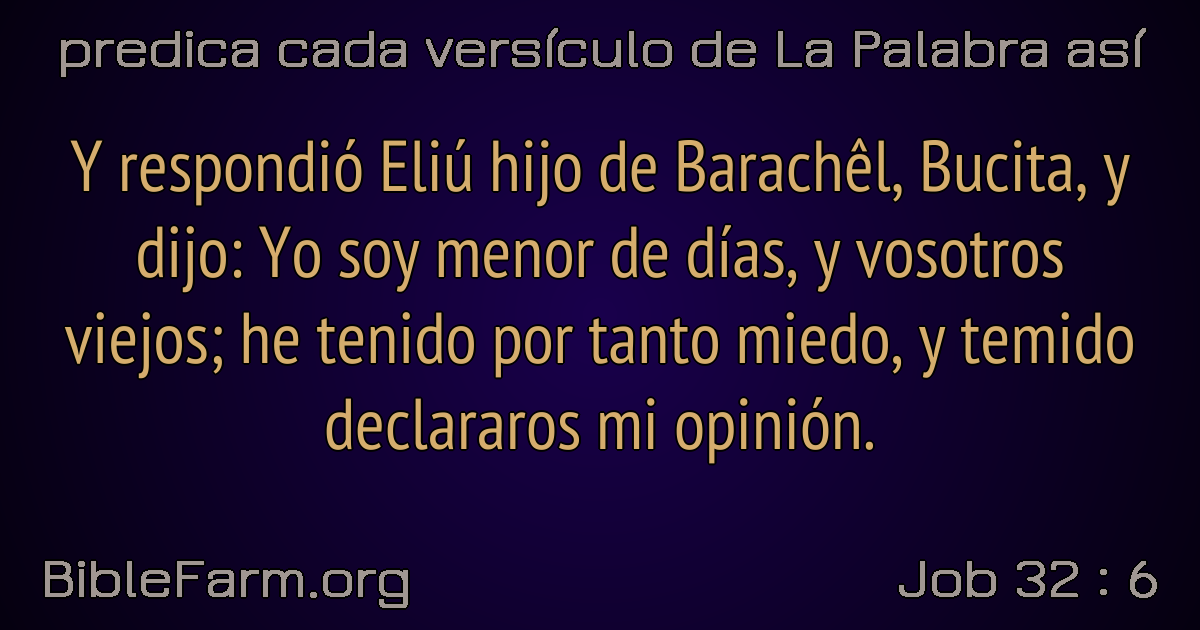 predica cada versículo de La Palabra así
Y respondió Eliú hijo de Barachêl, Bucita, y
dijo: Yo soy menor de días, y vosotros
viejos; he tenido por tanto miedo, y temido
declararos mi opinión.
BibleFarm.org
Job 32 : 6